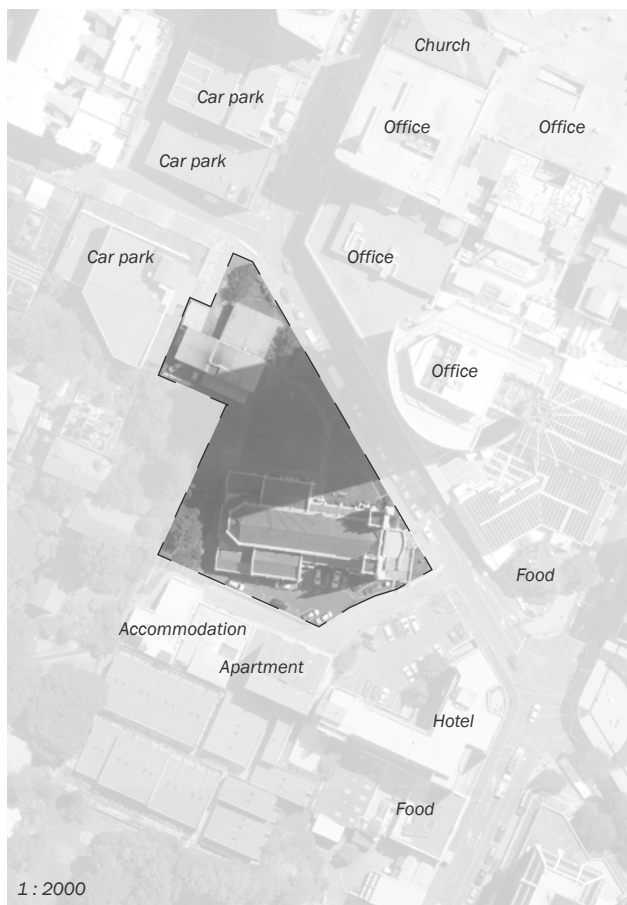 Church
Car park
Office
Office
Car park
Car park
Office
Office
Food
Accommodation
Apartment
Hotel
Food
1 : 2000